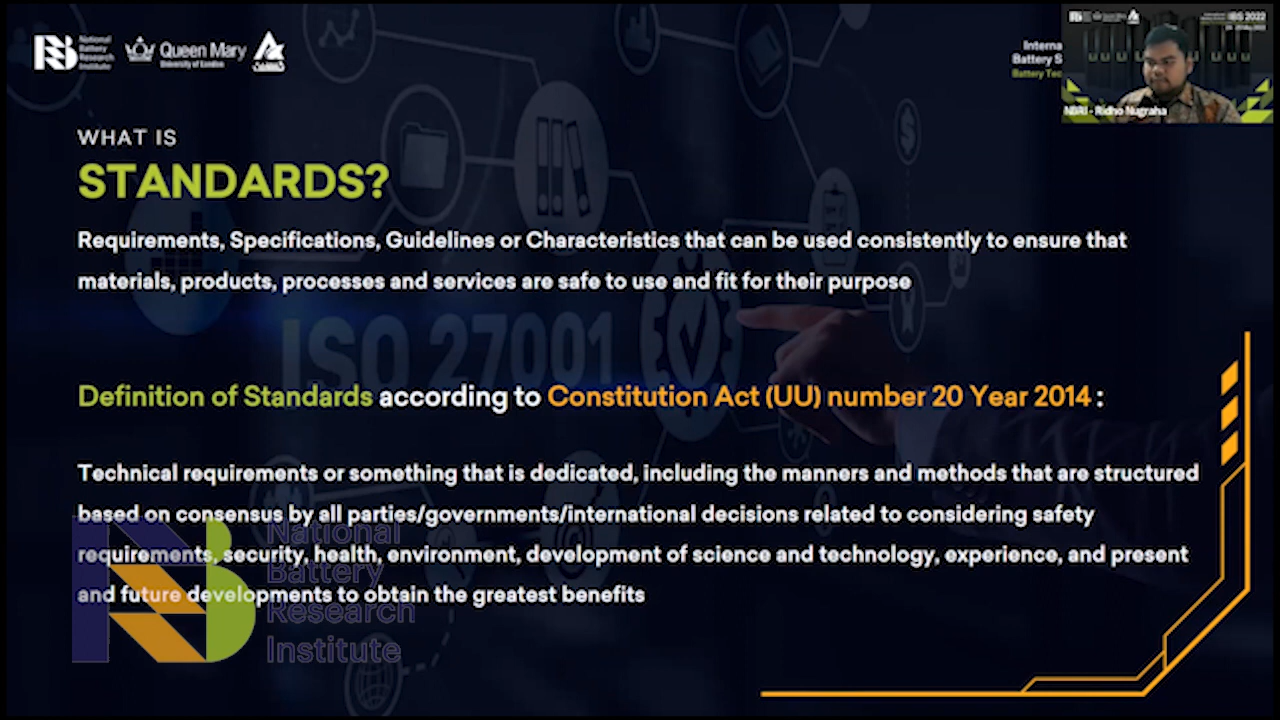 National
Battery
Research
Institute
Queen Mary
University of London
Interna
Battery S
Battery Tec
IBS 2022
NBRI - Ridho Nugraha
WHAT IS
STANDARDS?
Requirements, Specifications, Guidelines or Characteristics that can be used consistently to ensure that
materials, products, processes and services are safe to use and fit for their purpose
ISO 27001
Definition of Standards according to Constitution Act (UU) number 20 Year 2014 :
Technical requirements or something that is dedicated, including the manners and methods that are structured
based on consensus by all parties/governments/international decisions related to considering safety
requirements, security, health, environment, development of science and technology, experience, and present
and future developments to obtain the greatest benefits
National
Battery
Research
Institute